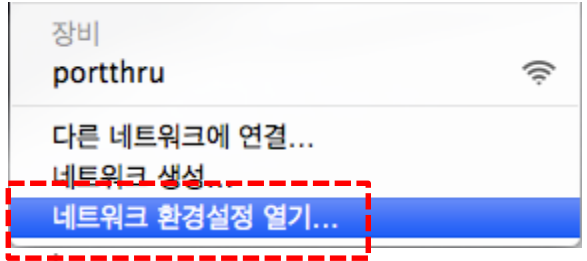 장비
portthru
다른 네트워크에 연결...
네트워크 생성...
네트워크 환경설정 열기...